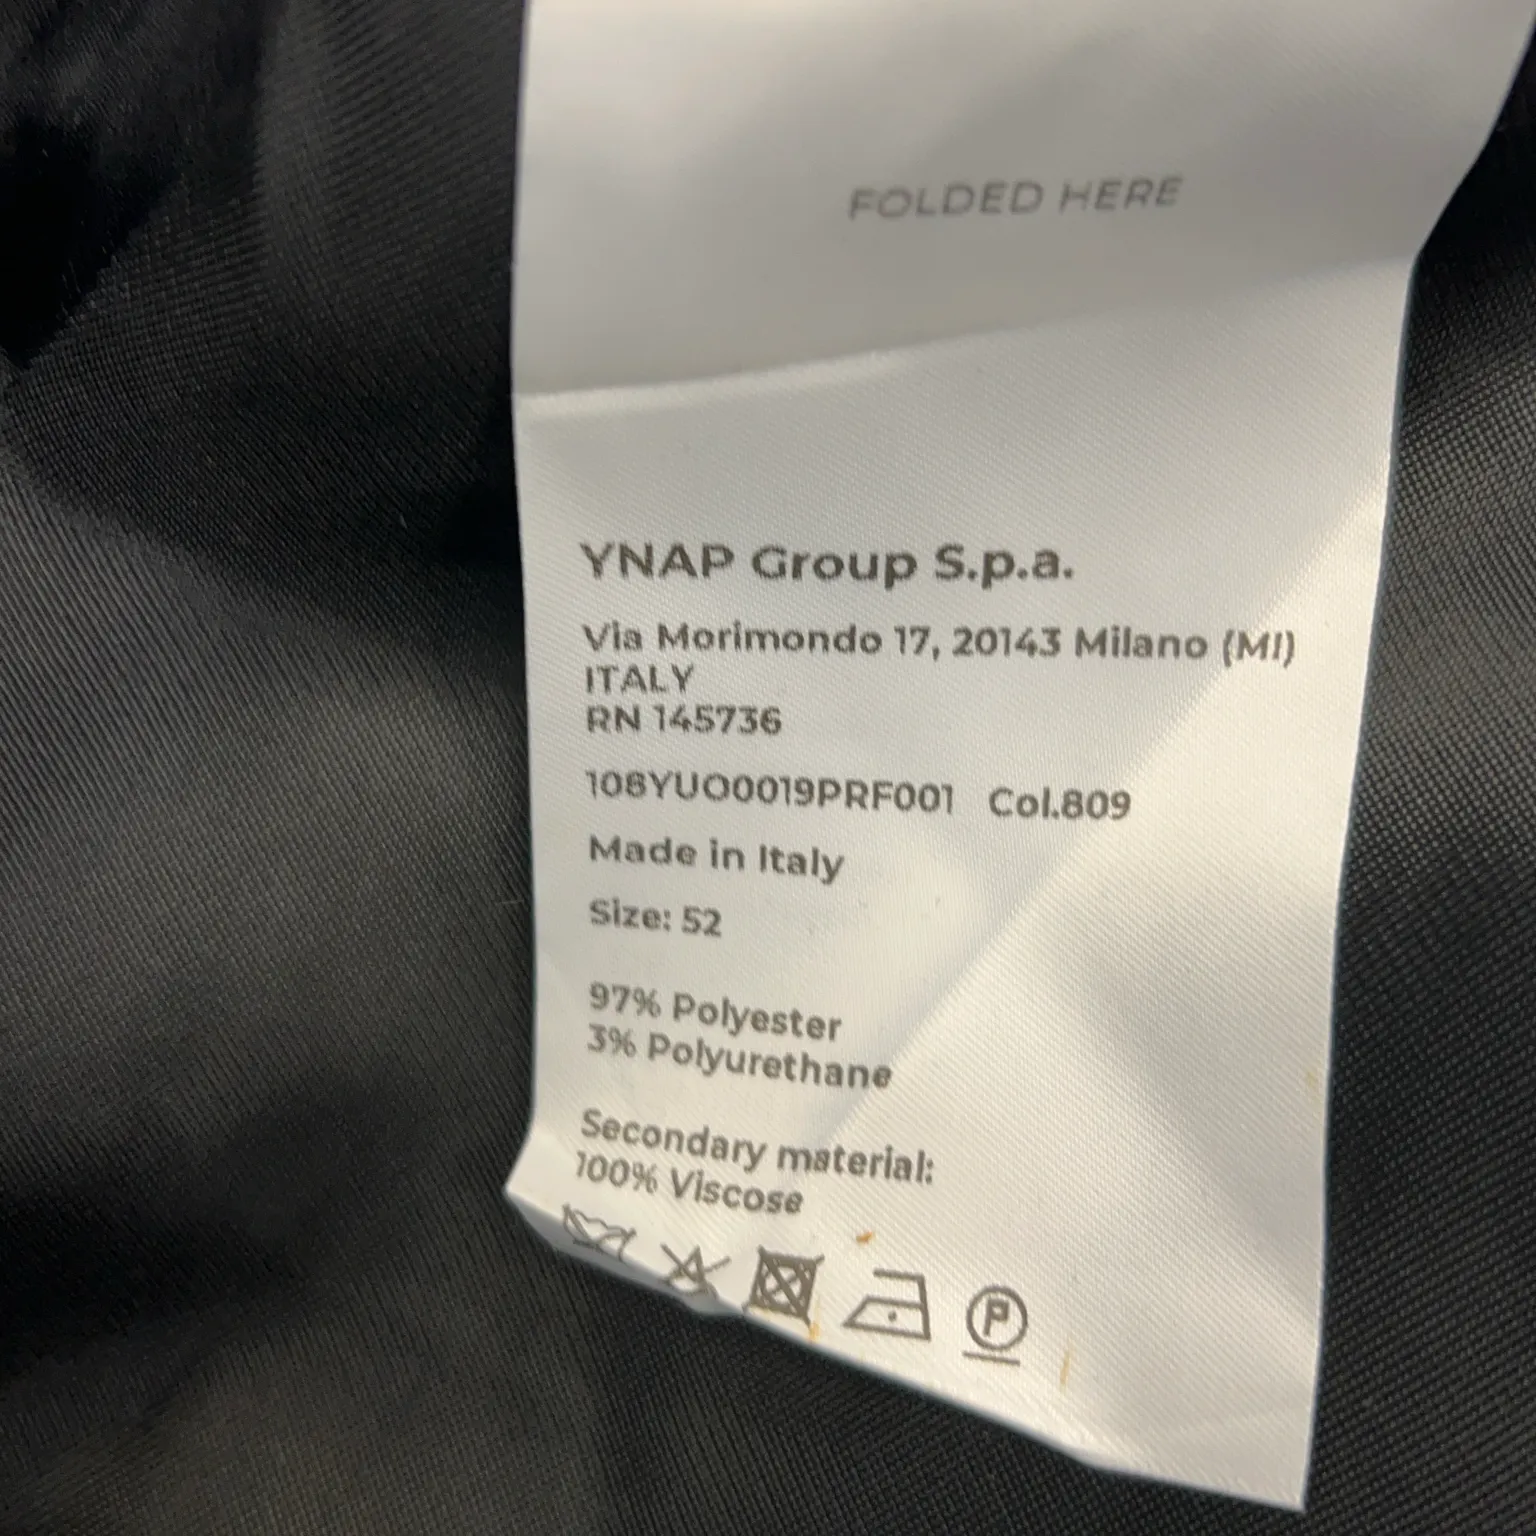 FOLDED HERE
YNAP Group S.p.a.
Via Morimondo 17, 20143 Milano (MI)
ITALY
RN 145736
108YUO0019PRF001 Col.809
Made in Italy
Size: 52
97% Polyester
3% Polyurethane
Secondary material:
100% Viscose
P